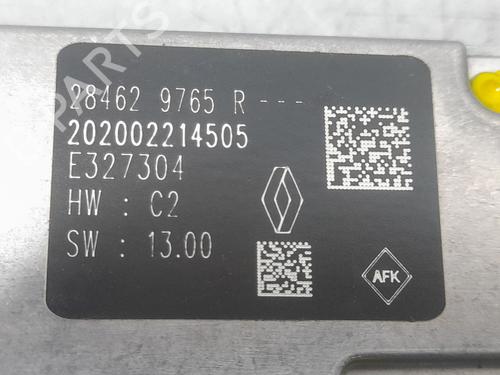 28462 9765 R ---
202002214505
E327304
HW : C2
SW : 13.00
AFK
PARTS